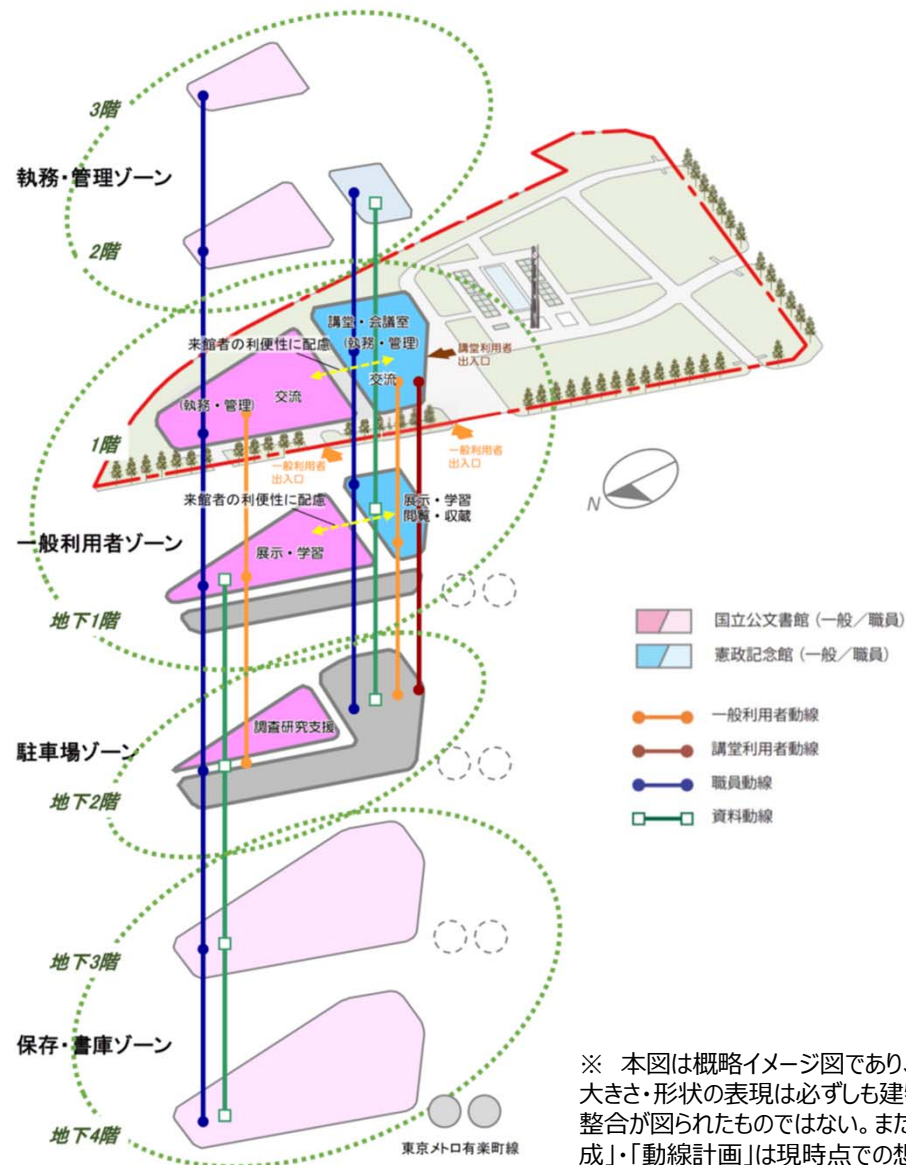 3階
執務・管理ゾーン
2階
講堂・会議室
(執務・管理)
来館者の利便性に配慮
講堂利用者
出入口
交流
交流
(執務・管理)
1階
一般利用者
出入口
一般利用者
出入口
N
来館者の利便性に配慮
展示・学習
閲覧・収蔵
一般利用者ゾーン
展示・学習
地下1階
国立公文書館 (一般/職員)
憲政記念館 (一般/職員)
一般利用者動線
講堂利用者動線
職員動線
資料動線
調査研究支援
駐車場ゾーン
地下2階
地下3階
保存・書庫ゾーン
地下4階
東京メトロ有楽町線
※ 本図は概略イメージ図であり、
大きさ・形状の表現は必ずしも建
整合が図られたものではない。また
成」・「動線計画」は現時点での想